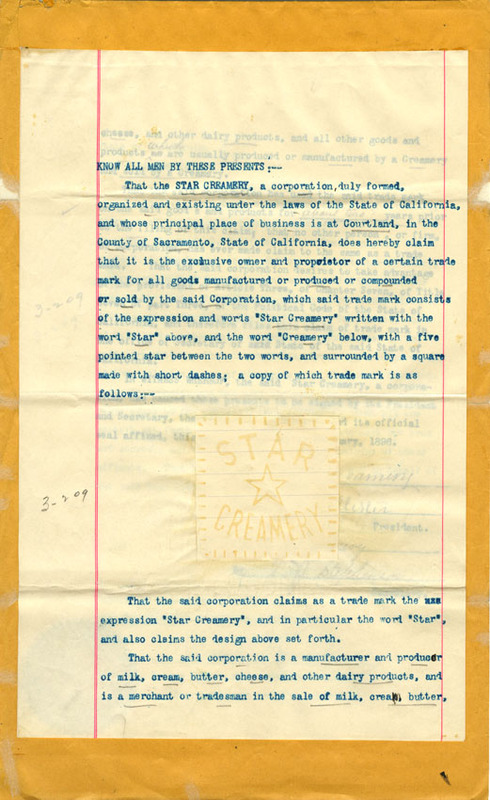 KNOW ALL MEN BY THESE PRESENTS:--
That the STAR CREAMERY, a corporation, duly formed,
organized and existing under the laws of the State of California,
and whose principal place of business is at Courtland, in the
County of Sacramento, State of California, does hereby claim
that it is the exclusive owner and proprietor of a certain trade
mark for all goods manufactured or produced or compounded
or sold by the said Corporation, which said trade mark consists
of the expression and words "Star Creamery" written with the
word "Star" above, and the word "Creamery" below, with a five
pointed star between the two words, and surrounded by a square
made with short dashes; a copy of which trade mark is as
follows:--
STAR
CREAMERY
3-209
That the said corporation claims as a trade mark the
expression "Star Creamery", and in particular the word "Star",
and also claims the design above set forth.
That the said corporation is a manufacturer and producer
of milk, cream, butter, cheese, and other dairy products, and
is a merchant or tradesman in the sale of milk, cream, butter,